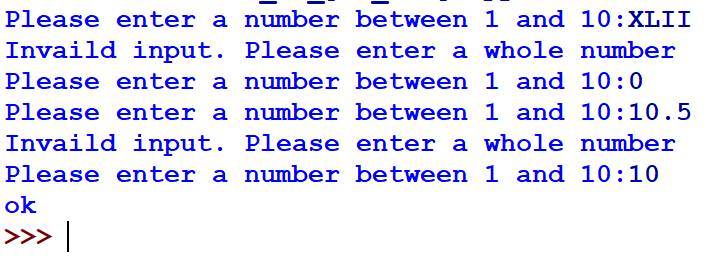 Please enter a number between 1 and 10:XLII
Invaild input. Please enter a whole number
Please enter a number between 1 and 10:0
Please enter a number between 1 and 10:10.5
Invaild input. Please enter a whole number
Please enter a number between 1 and 10:10
ok
>>>